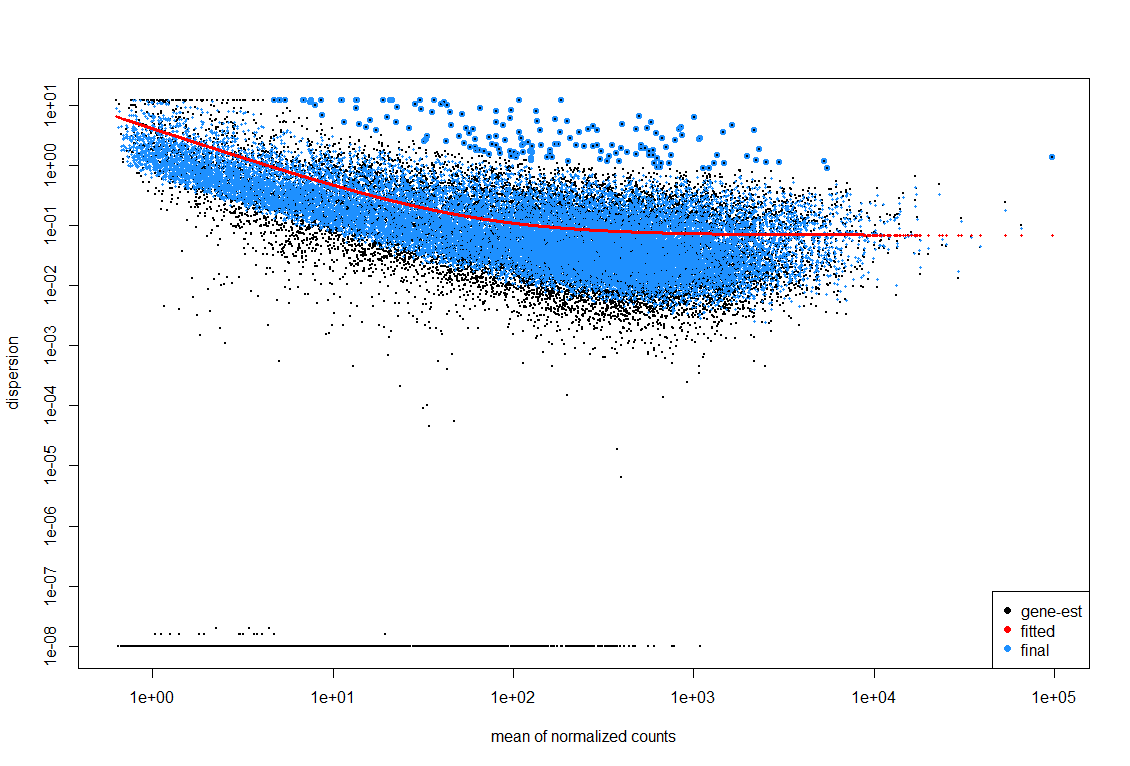 dispersion
1e+01
1e+00
1e-01
1e-02
1e-03
1e-04
1e-05
1e-06
1e-07
1e-08
gene-est
fitted
final
1e+00 1e+01 1e+02 1e+03 1e+04 1e+05
mean of normalized counts